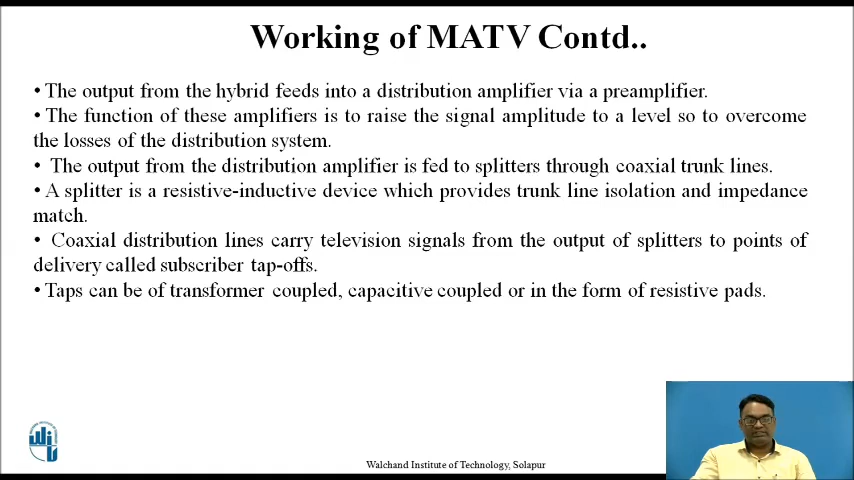 Working of MATV Contd..
• The output from the hybrid feeds into a distribution amplifier via a preamplifier.
• The function of these amplifiers is to raise the signal amplitude to a level so to overcome
the losses of the distribution system.
• The output from the distribution amplifier is fed to splitters through coaxial trunk lines.
• A splitter is a resistive-inductive device which provides trunk line isolation and impedance
match.
• Coaxial distribution lines carry television signals from the output of splitters to points of
delivery called subscriber tap-offs.
• Taps can be of transformer coupled, capacitive coupled or in the form of resistive pads.
Walchand Institute of Technology, Solapur